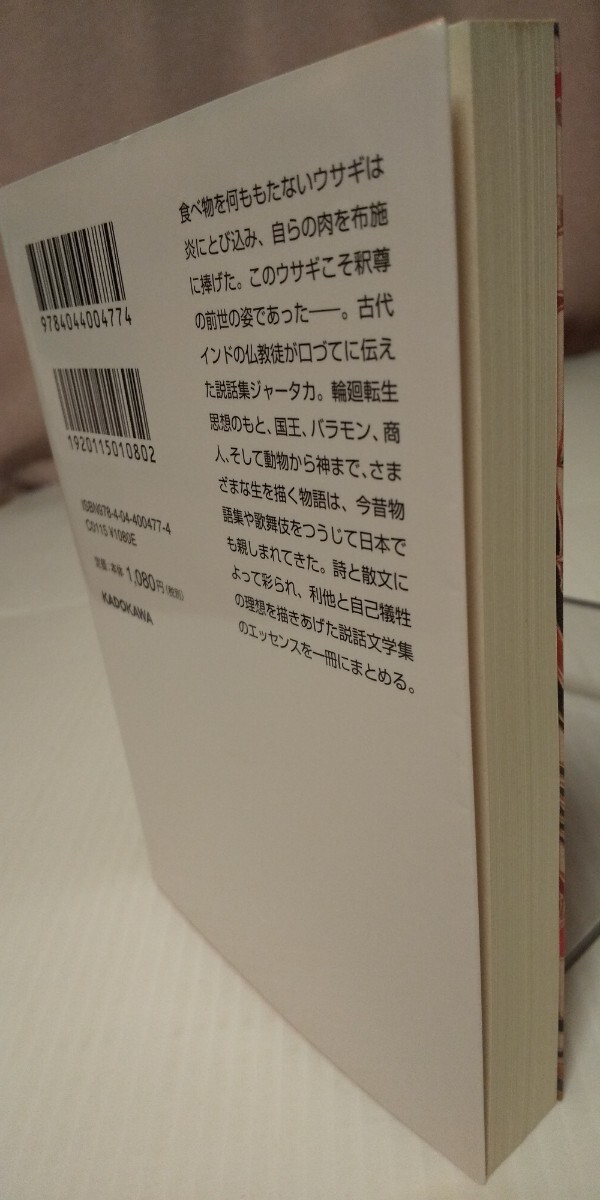 食べ物を何ももたないウサギは
炎にとび込み、自らの肉を布施
に捧げた。このウサギこそ釈尊
の前世の姿であった――。古代
インドの仏教徒が口づてに伝え
た説話集ジャータカ。輪廻転生
思想のもと、国王、バラモン、商
人、そして動物から神まで、さま
ざまな生を描く物語は、今昔物
語集や歌舞伎をつうじて日本で
も親しまれてきた。詩と散文に
よって彩られ、利他と自己犠牲
の理想を描きあげた説話文学集
のエッセンスを一冊にまとめる。
9784044004774
1920115010802
ISBN978-4-04-400477-4
C0115 ¥1080E
定価:本体 1,080円(税別)
KADOKAWA